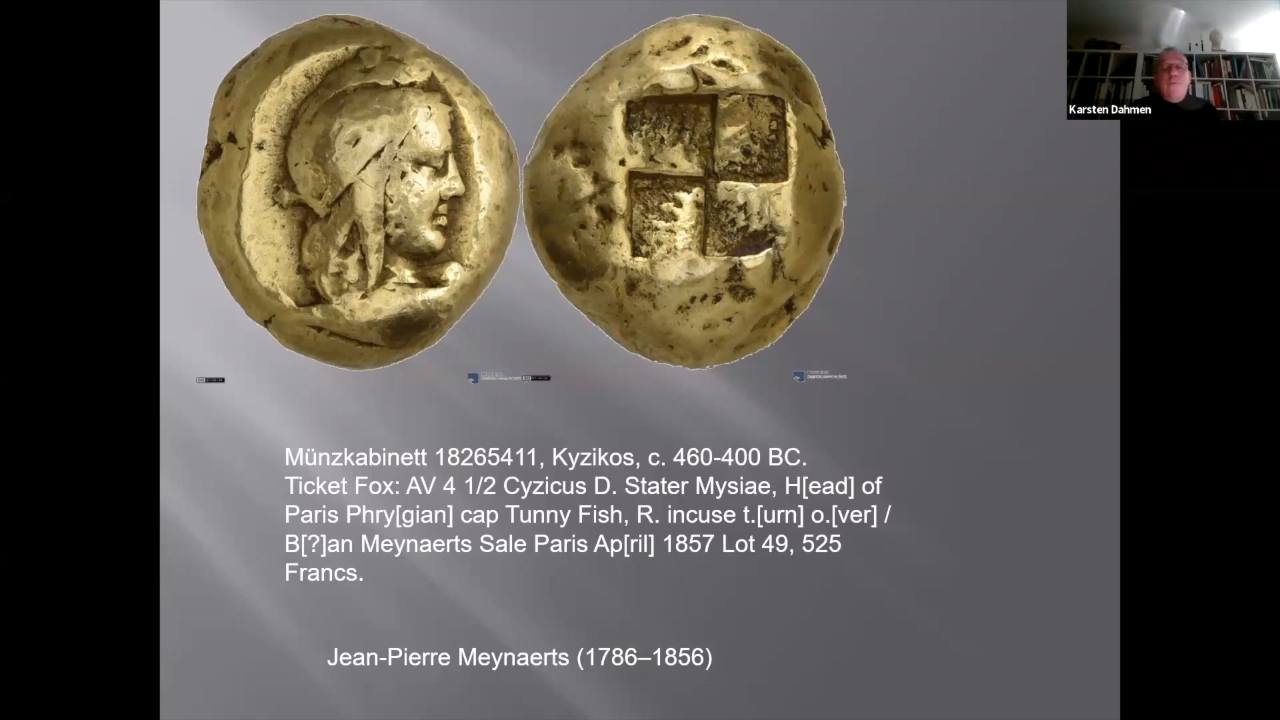 Karsten Dahmen
Münzkabinett 18265411, Kyzikos, c. 460-400 BC.
Ticket Fox: AV 4 1/2 Cyzicus D. Stater Mysiae, H[ead] of
Paris Phry[gian] cap Tunny Fish, R. incuse t.[urn] o.[ver] /
B[?]an Meynaerts Sale Paris Ap[ril] 1857 Lot 49, 525
Francs.
Jean-Pierre Meynaerts (1786–1856)